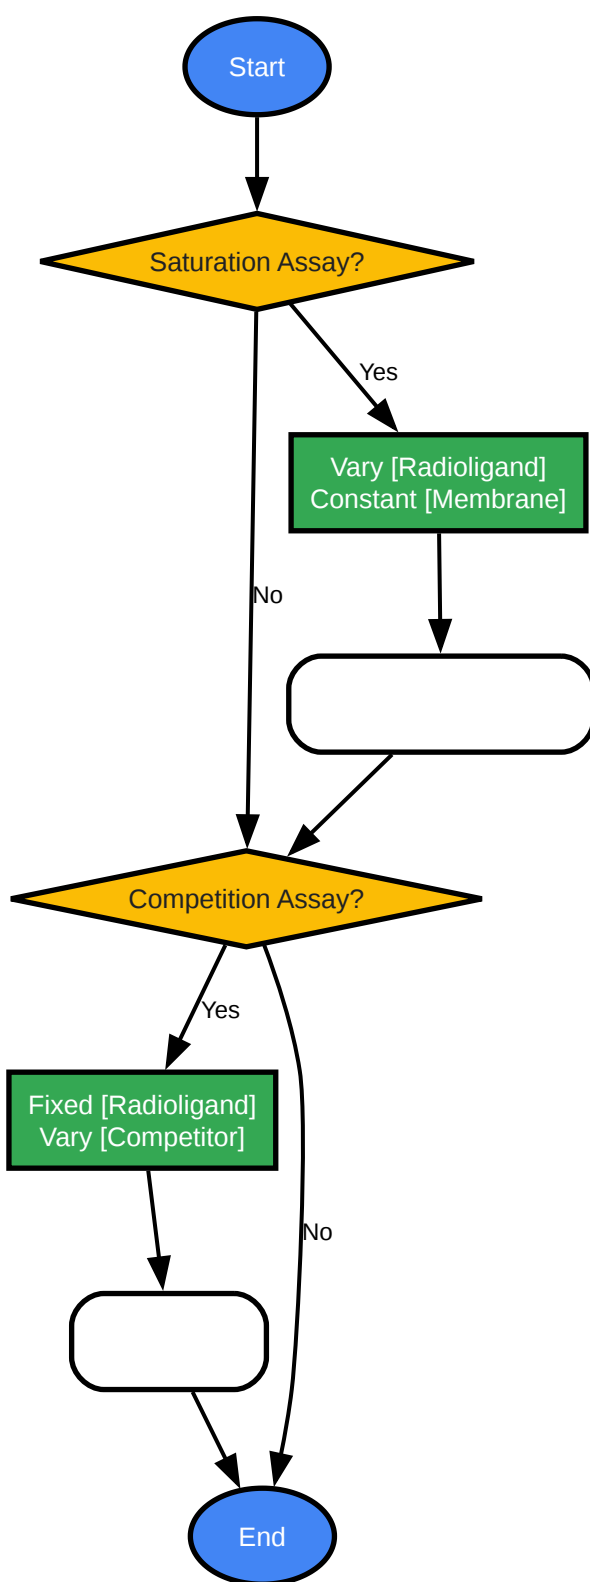 Start
Saturation Assay?
Yes
Vary [Radioligand]
Constant [Membrane]
No
Competition Assay?
Yes
Fixed [Radioligand]
Vary [Competitor]
No
End